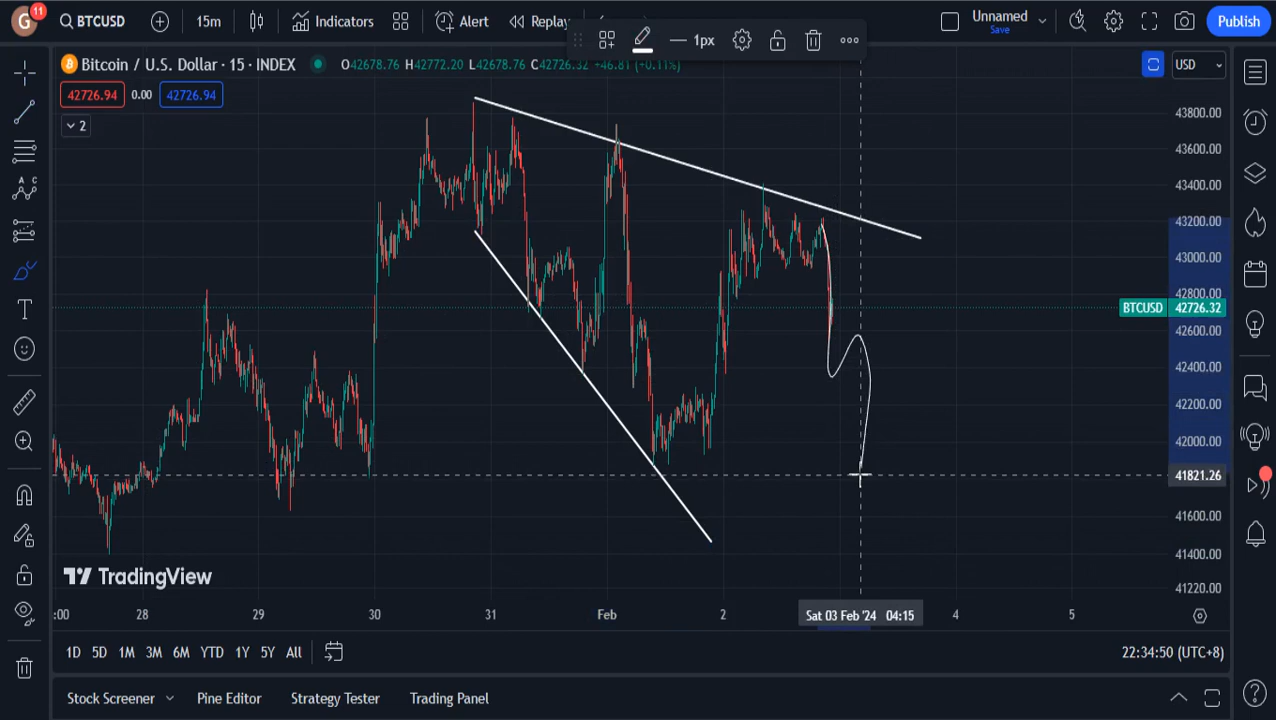 G 11 BTCUSD 15m Indicators Alert Replay Unnamed Save Publish
1px
Bitcoin / U.S. Dollar · 15 · INDEX O42678.76 H42772.20 L42678.76 C42726.32 +46.81 (+0.11%) USD
42726.94 0.00 42726.94
2
43800.00
43600.00
43400.00
43200.00
43000.00
42800.00
BTCUSD 42726.32
42600.00
42400.00
42200.00
42000.00
41821.26
41600.00
41400.00
41220.00
A C
T
TradingView
:00 28 29 30 31 Feb 2 Sat 03 Feb '24 04:15 4 5
1D 5D 1M 3M 6M YTD 1Y 5Y All 22:34:50 (UTC+8)
Stock Screener Pine Editor Strategy Tester Trading Panel